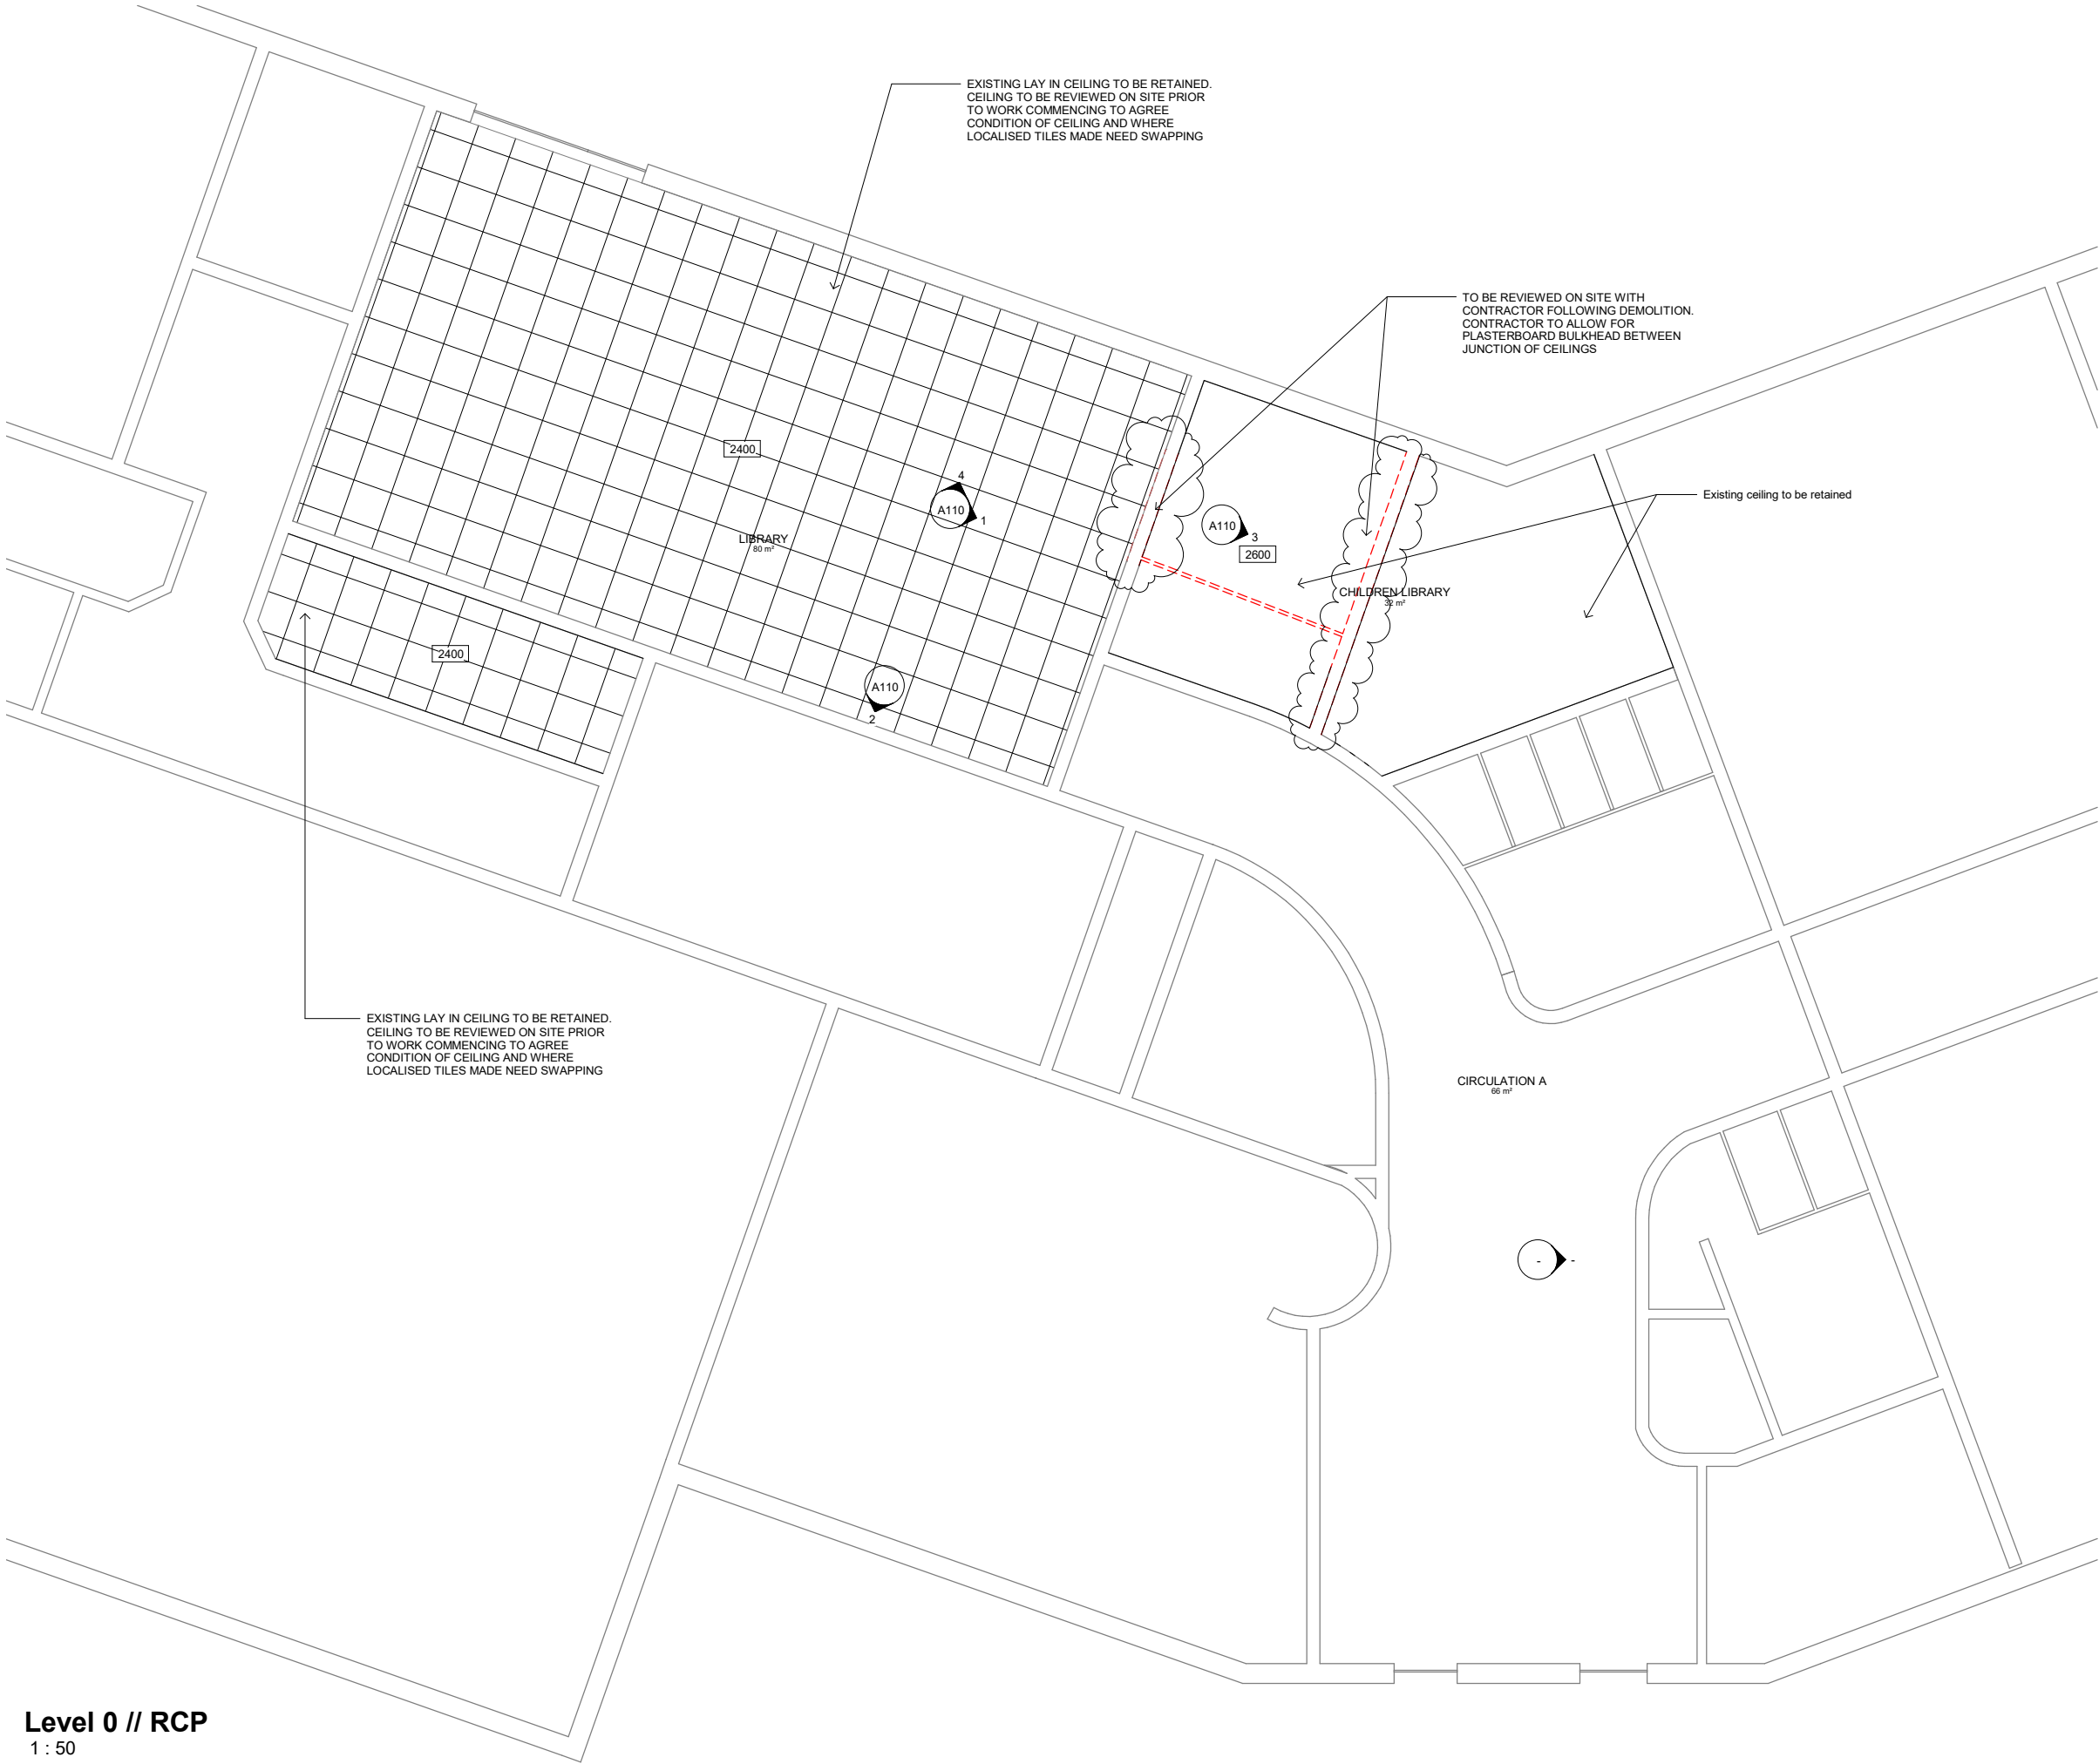 EXISTING LAY IN CEILING TO BE RETAINED.
CEILING TO BE REVIEWED ON SITE PRIOR
TO WORK COMMENCING TO AGREE
CONDITION OF CEILING AND WHERE
LOCALISED TILES MADE NEED SWAPPING
TO BE REVIEWED ON SITE WITH
CONTRACTOR FOLLOWING DEMOLITION.
CONTRACTOR TO ALLOW FOR
PLASTERBOARD BULKHEAD BETWEEN
JUNCTION OF CEILINGS
Existing ceiling to be retained
2400
4
A110
1
A110
3
2600
LIBRARY
80 m²
CHILDREN LIBRARY
32 m²
2400
A110
2
EXISTING LAY IN CEILING TO BE RETAINED.
CEILING TO BE REVIEWED ON SITE PRIOR
TO WORK COMMENCING TO AGREE
CONDITION OF CEILING AND WHERE
LOCALISED TILES MADE NEED SWAPPING
CIRCULATION A
66 m²
- -
Level 0 // RCP
1 : 50